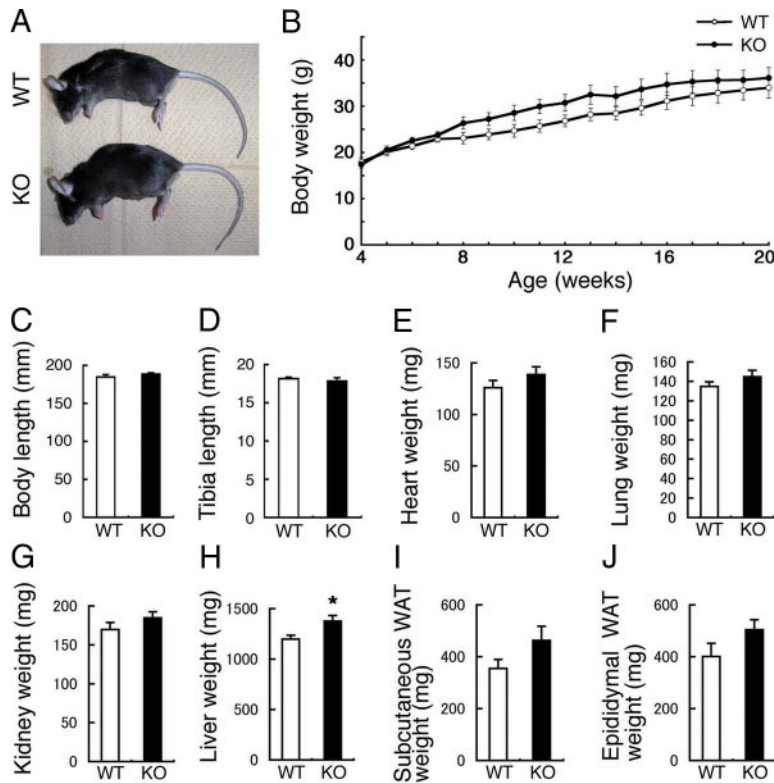 A
WT
KO
B
WT
KO
Body weight (g)
45
30
20
10
0
4
8
12
16
20
Age (weeks)
C
Body length (mm)
200
150
100
50
0
WT
KO
D
Tibia length (mm)
20
15
10
5
0
WT
KO
E
Heart weight (mg)
150
100
50
0
WT
KO
F
Lung weight (mg)
160
140
120
100
80
60
40
20
0
WT
KO
G
Kidney weight (mg)
200
150
100
50
0
WT
KO
H
Liver weight (mg)
1500
1000
500
0
*
WT
KO
I
Subcutaneous WAT
weight (mg)
600
400
200
0
WT
KO
J
Epididymal WAT
weight (mg)
600
400
200
0
WT
KO